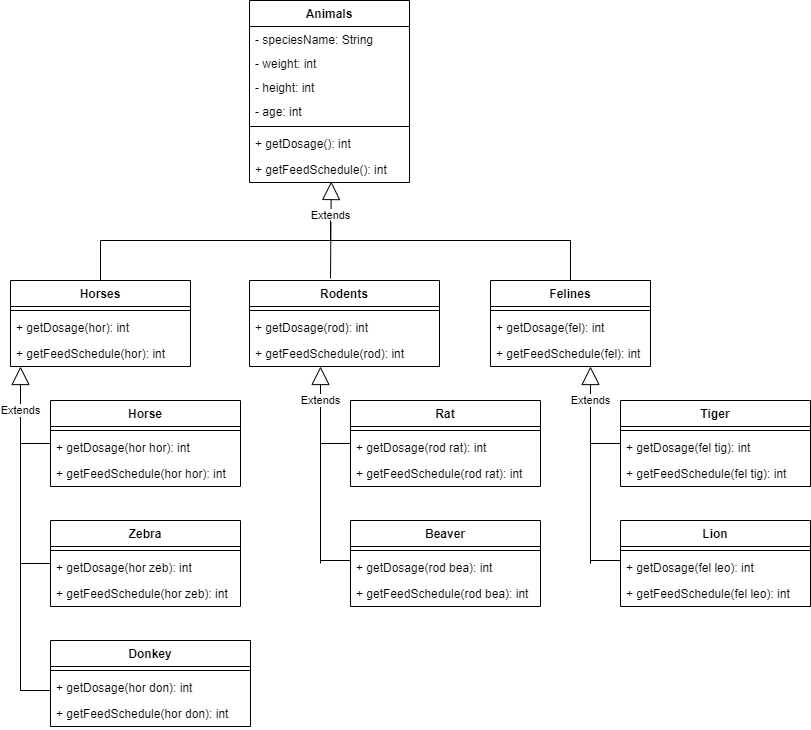 Animals
- speciesName: String
- weight: int
- height: int
- age: int
+ getDosage(): int
+ getFeedSchedule(): int
Extends
Horses
+ getDosage(hor): int
+ getFeedSchedule(hor): int
Rodents
+ getDosage(rod): int
+ getFeedSchedule(rod): int
Felines
+ getDosage(fel): int
+ getFeedSchedule(fel): int
Extends
Extends
Extends
Horse
+ getDosage(hor hor): int
+ getFeedSchedule(hor hor): int
Rat
+ getDosage(rod rat): int
+ getFeedSchedule(rod rat): int
Tiger
+ getDosage(fel tig): int
+ getFeedSchedule(fel tig): int
Zebra
+ getDosage(hor zeb): int
+ getFeedSchedule(hor zeb): int
Beaver
+ getDosage(rod bea): int
+ getFeedSchedule(rod bea): int
Lion
+ getDosage(fel leo): int
+ getFeedSchedule(fel leo): int
Donkey
+ getDosage(hor don): int
+ getFeedSchedule(hor don): int